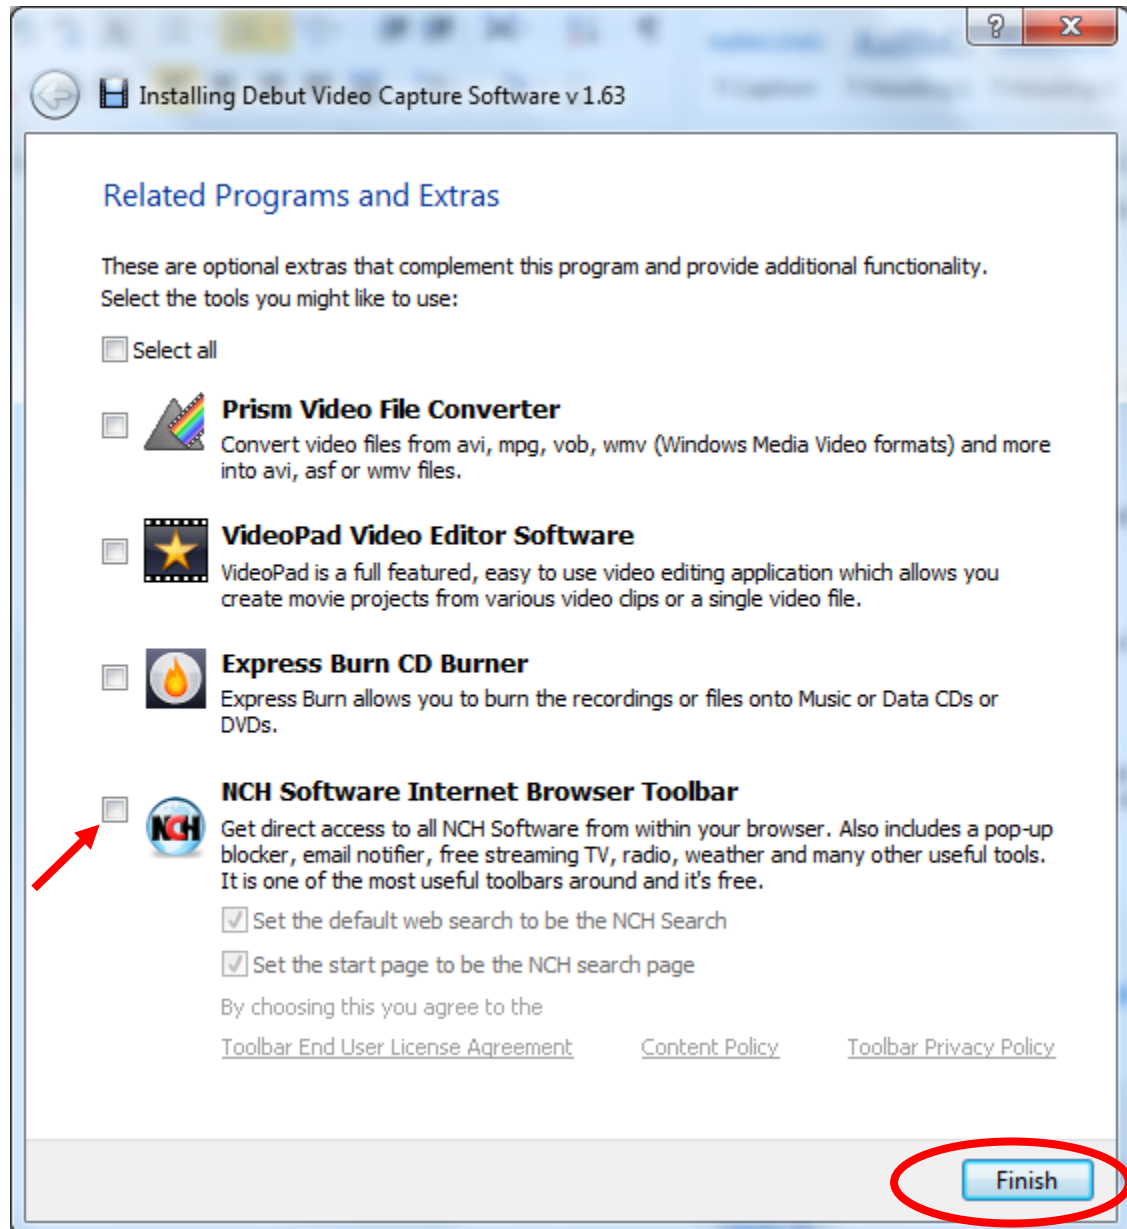 ?
X
Installing Debut Video Capture Software v 1.63
Related Programs and Extras
These are optional extras that complement this program and provide additional functionality.
Select the tools you might like to use:
Select all
Prism Video File Converter
Convert video files from avi, mpg, vob, wmv (Windows Media Video formats) and more
into avi, asf or wmv files.
VideoPad Video Editor Software
VideoPad is a full featured, easy to use video editing application which allows you
create movie projects from various video clips or a single video file.
Express Burn CD Burner
Express Burn allows you to burn the recordings or files onto Music or Data CDs or
DVDs.
NCH Software Internet Browser Toolbar
NCH
Get direct access to all NCH Software from within your browser. Also includes a pop-up
blocker, email notifier, free streaming TV, radio, weather and many other useful tools.
It is one of the most useful toolbars around and it's free.
Set the default web search to be the NCH Search
Set the start page to be the NCH search page
By choosing this you agree to the
Toolbar End User License Agreement Content Policy Toolbar Privacy Policy
Finish